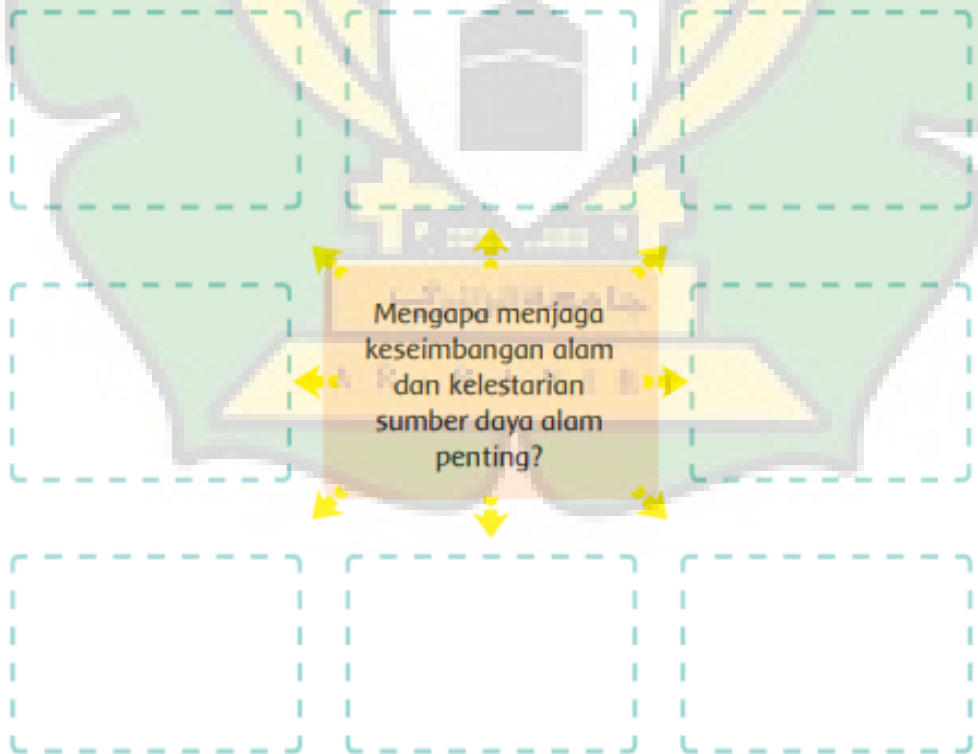 Mengapa menjaga
keseimbangan alam
dan kelestarian
sumber daya alam
penting?